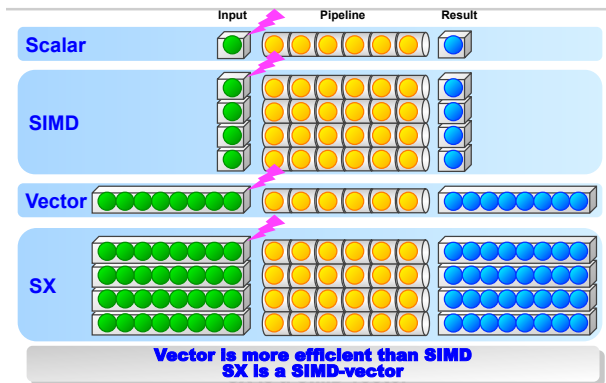 Input Pipeline Result
Scalar
SIMD
Vector
SX
Vector is more efficient than SIMD
SX is a SIMD-vector